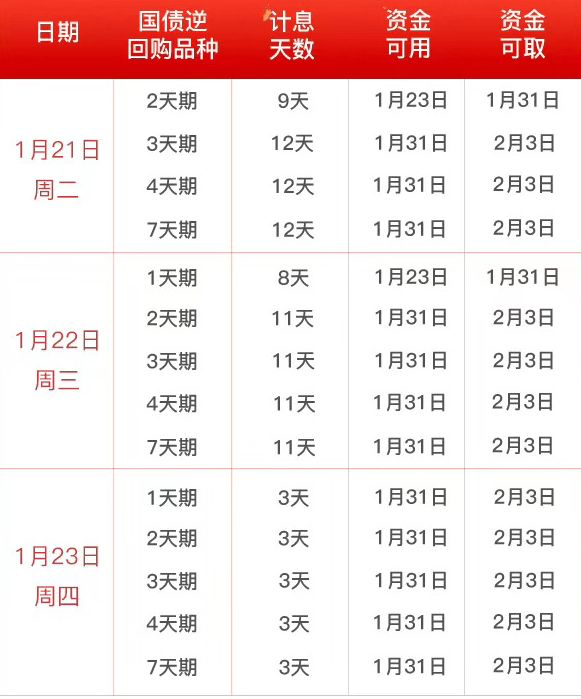 日期 国债逆回购品种 计息天数 资金可用 资金可取
1月21日 周二
2天期 9天 1月23日 1月31日
3天期 12天 1月31日 2月3日
4天期 12天 1月31日 2月3日
7天期 12天 1月31日 2月3日
1月22日 周三
1天期 8天 1月23日 1月31日
2天期 11天 1月31日 2月3日
3天期 11天 1月31日 2月3日
4天期 11天 1月31日 2月3日
7天期 11天 1月31日 2月3日
1月23日 周四
1天期 3天 1月31日 2月3日
2天期 3天 1月31日 2月3日
3天期 3天 1月31日 2月3日
4天期 3天 1月31日 2月3日
7天期 3天 1月31日 2月3日